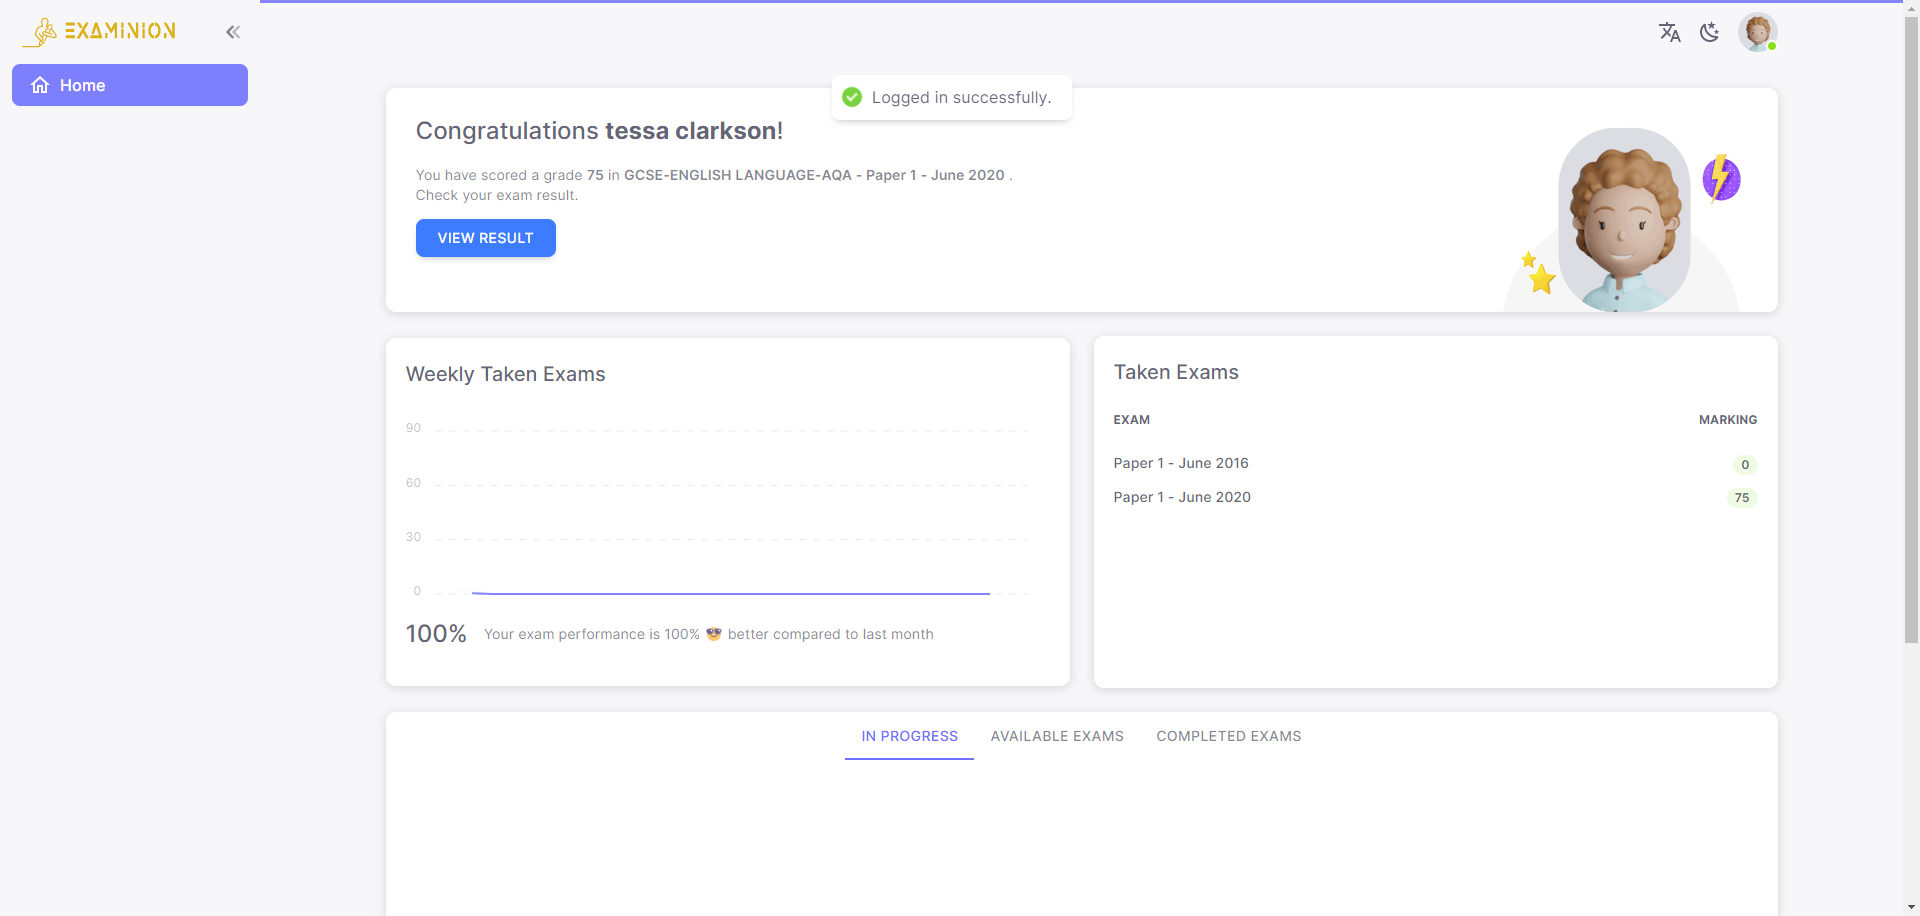 EXAMINION
Home
Logged in successfully.
Congratulations tessa clarkson!
You have scored a grade 75 in GCSE-ENGLISH LANGUAGE-AQA - Paper 1 - June 2020 .
Check your exam result.
VIEW RESULT
Weekly Taken Exams
90
60
30
0
100% Your exam performance is 100% 😎 better compared to last month
Taken Exams
EXAM MARKING
Paper 1 - June 2016 0
Paper 1 - June 2020 75
IN PROGRESS AVAILABLE EXAMS COMPLETED EXAMS